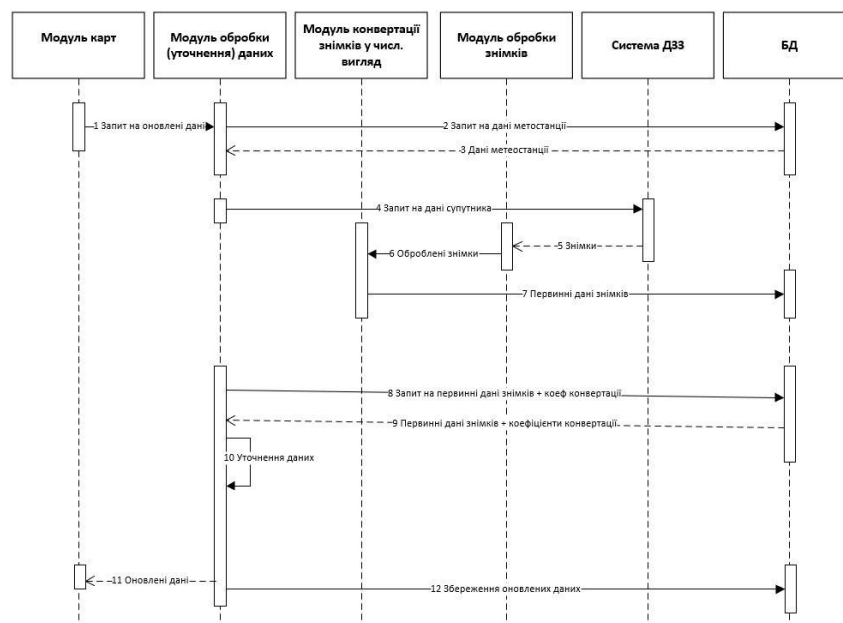 Модуль карт
Модуль обробки
(уточнення) даних
Модуль конвертації
знімків у числ.
вигляд
Модуль обробки
знімків
Система ДЗЗ
БД
1 Запит на оновлені дані
2 Запит на дані метостанції
3 Дані метеостанції
4 Запит на дані супутника
5 Знімки
6 Оброблені знімки
7 Первинні дані знімків
8 Запит на первинні дані знімків + коеф конвертації
9 Первинні дані знімків + коефіцієнти конвертації
10 Уточнення даних
11 Оновлені дані
12 Збереження оновлених даних